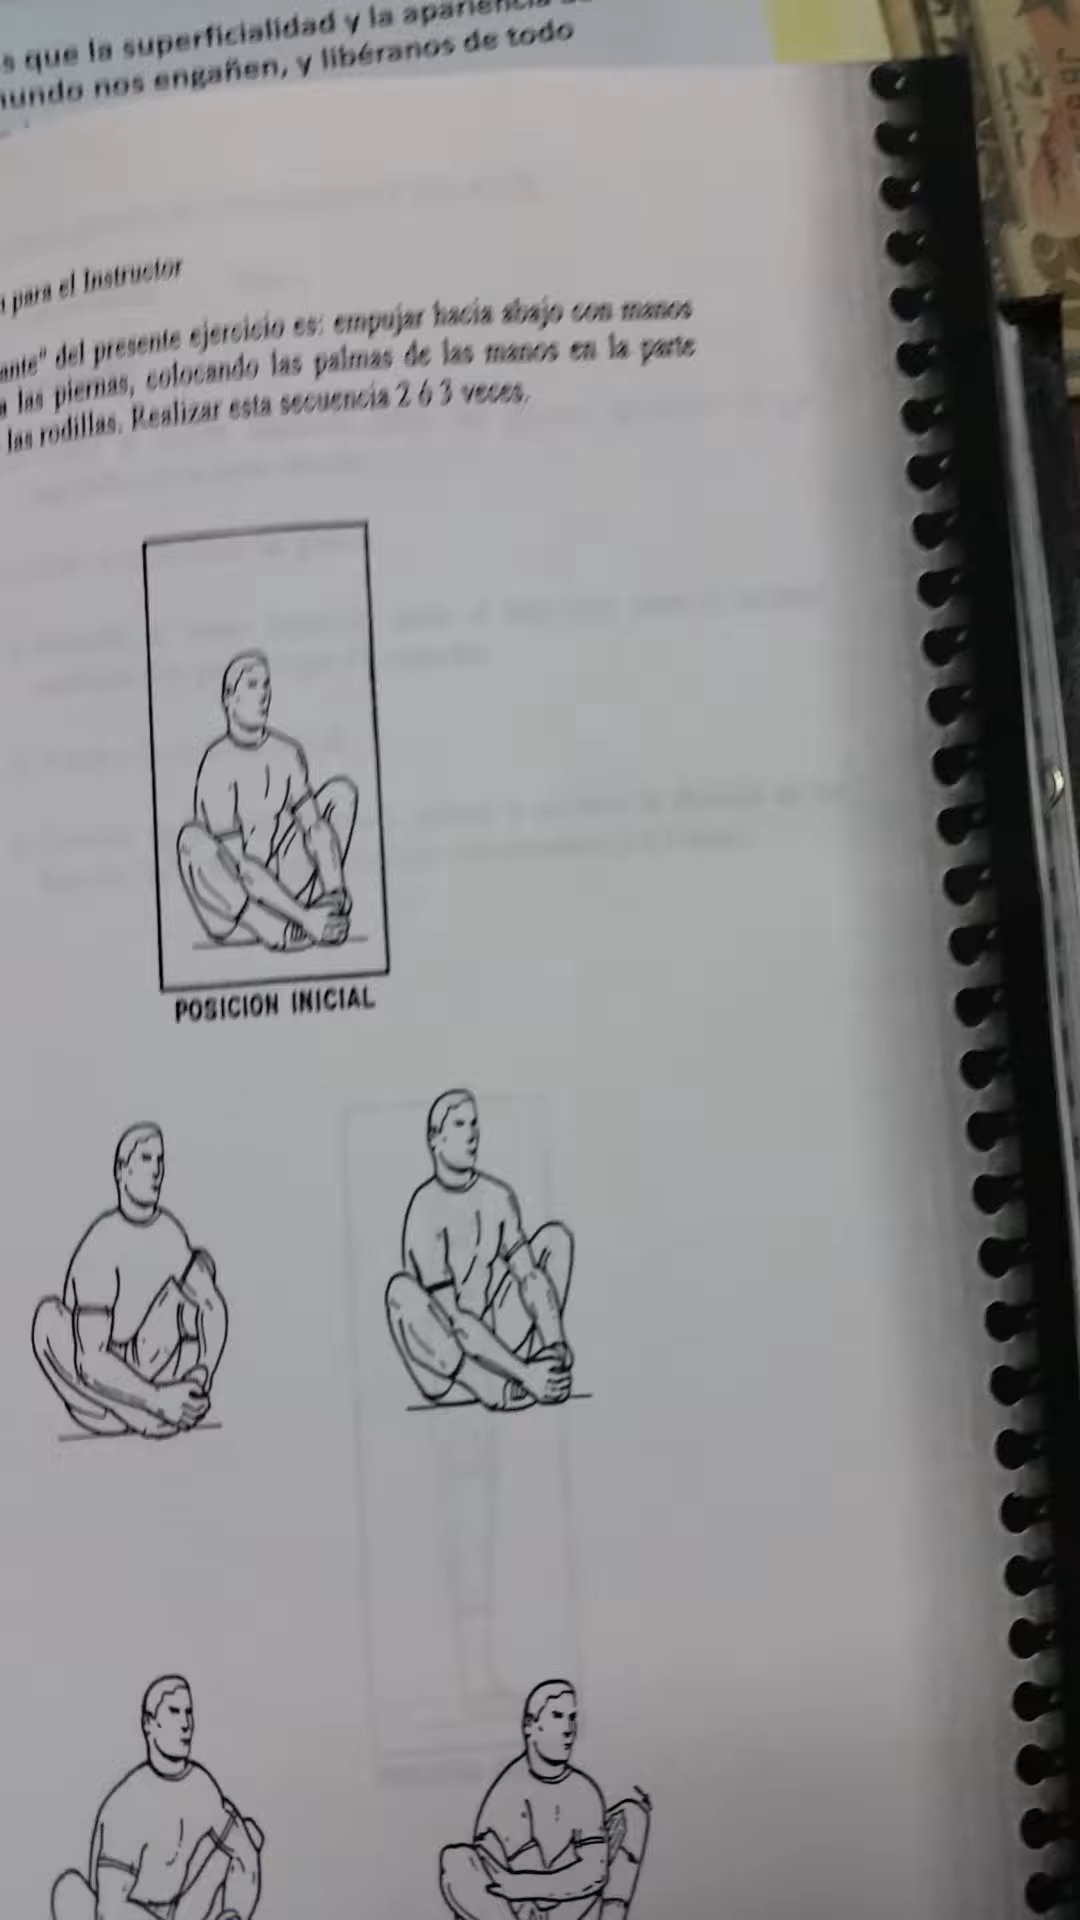 s que la superficialidad y la apariencia
mundo nos engañen, y libéranos de todo
para el Instructor
ante" del presente ejercicio es: empujar hacia abajo con manos
a las piernas, colocando las palmas de las manos en la parte
las rodillas. Realizar esta secuencia 2 ó 3 veces.
POSICION INICIAL